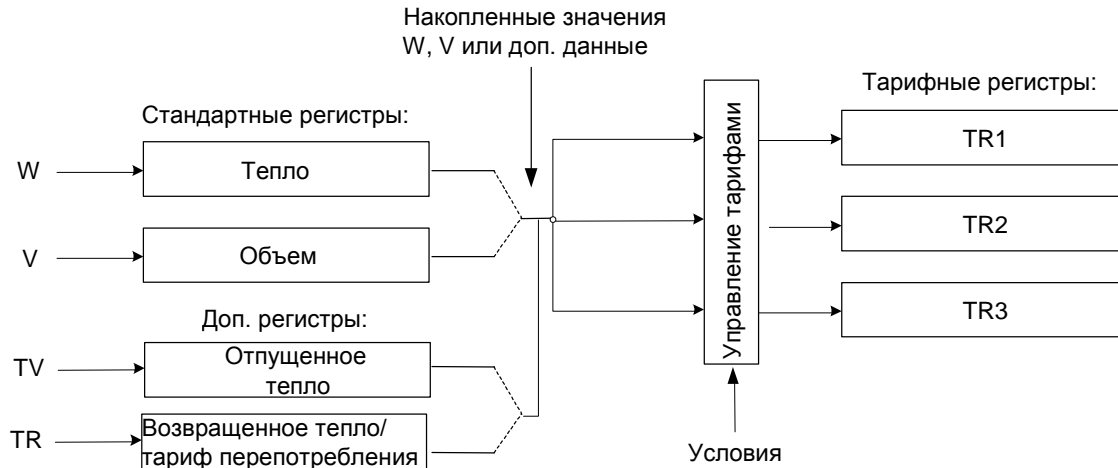 Накопленные значения
W, V или доп. данные
Стандартные регистры:
Тарифные регистры:
W
Тепло
V
Объем
Доп. регистры:
TV
Отпущенное
тепло
TR
Возвращенное тепло/
тариф перепотребления
Управление тарифами
Условия
TR1
TR2
TR3